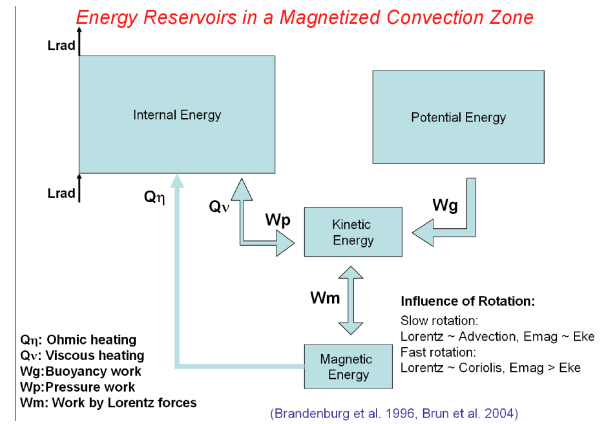 Energy Reservoirs in a Magnetized Convection Zone
Lrad
Internal Energy
Potential Energy
Lrad
Qη
Qν
Wp
Kinetic
Energy
Wg
Wm
Magnetic
Energy
Influence of Rotation:
Slow rotation:
Lorentz ~ Advection, Emag ~ Eke
Fast rotation:
Lorentz ~ Coriolis, Emag > Eke
Qη: Ohmic heating
Qν: Viscous heating
Wg:Buoyancy work
Wp:Pressure work
Wm: Work by Lorentz forces
(Brandenburg et al. 1996, Brun et al. 2004)